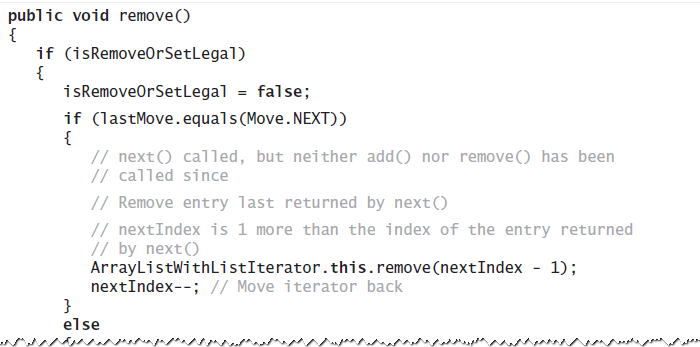 public void remove()
{
if (isRemoveOrSetLegal)
{
isRemoveOrSetLegal = false;
if (lastMove.equals(Move.NEXT))
{
// next() called, but neither add() nor remove() has been
// called since
// Remove entry last returned by next()
// nextIndex is 1 more than the index of the entry returned
// by next()
ArrayListWithListIterator.this.remove(nextIndex - 1);
nextIndex--; // Move iterator back
}
else